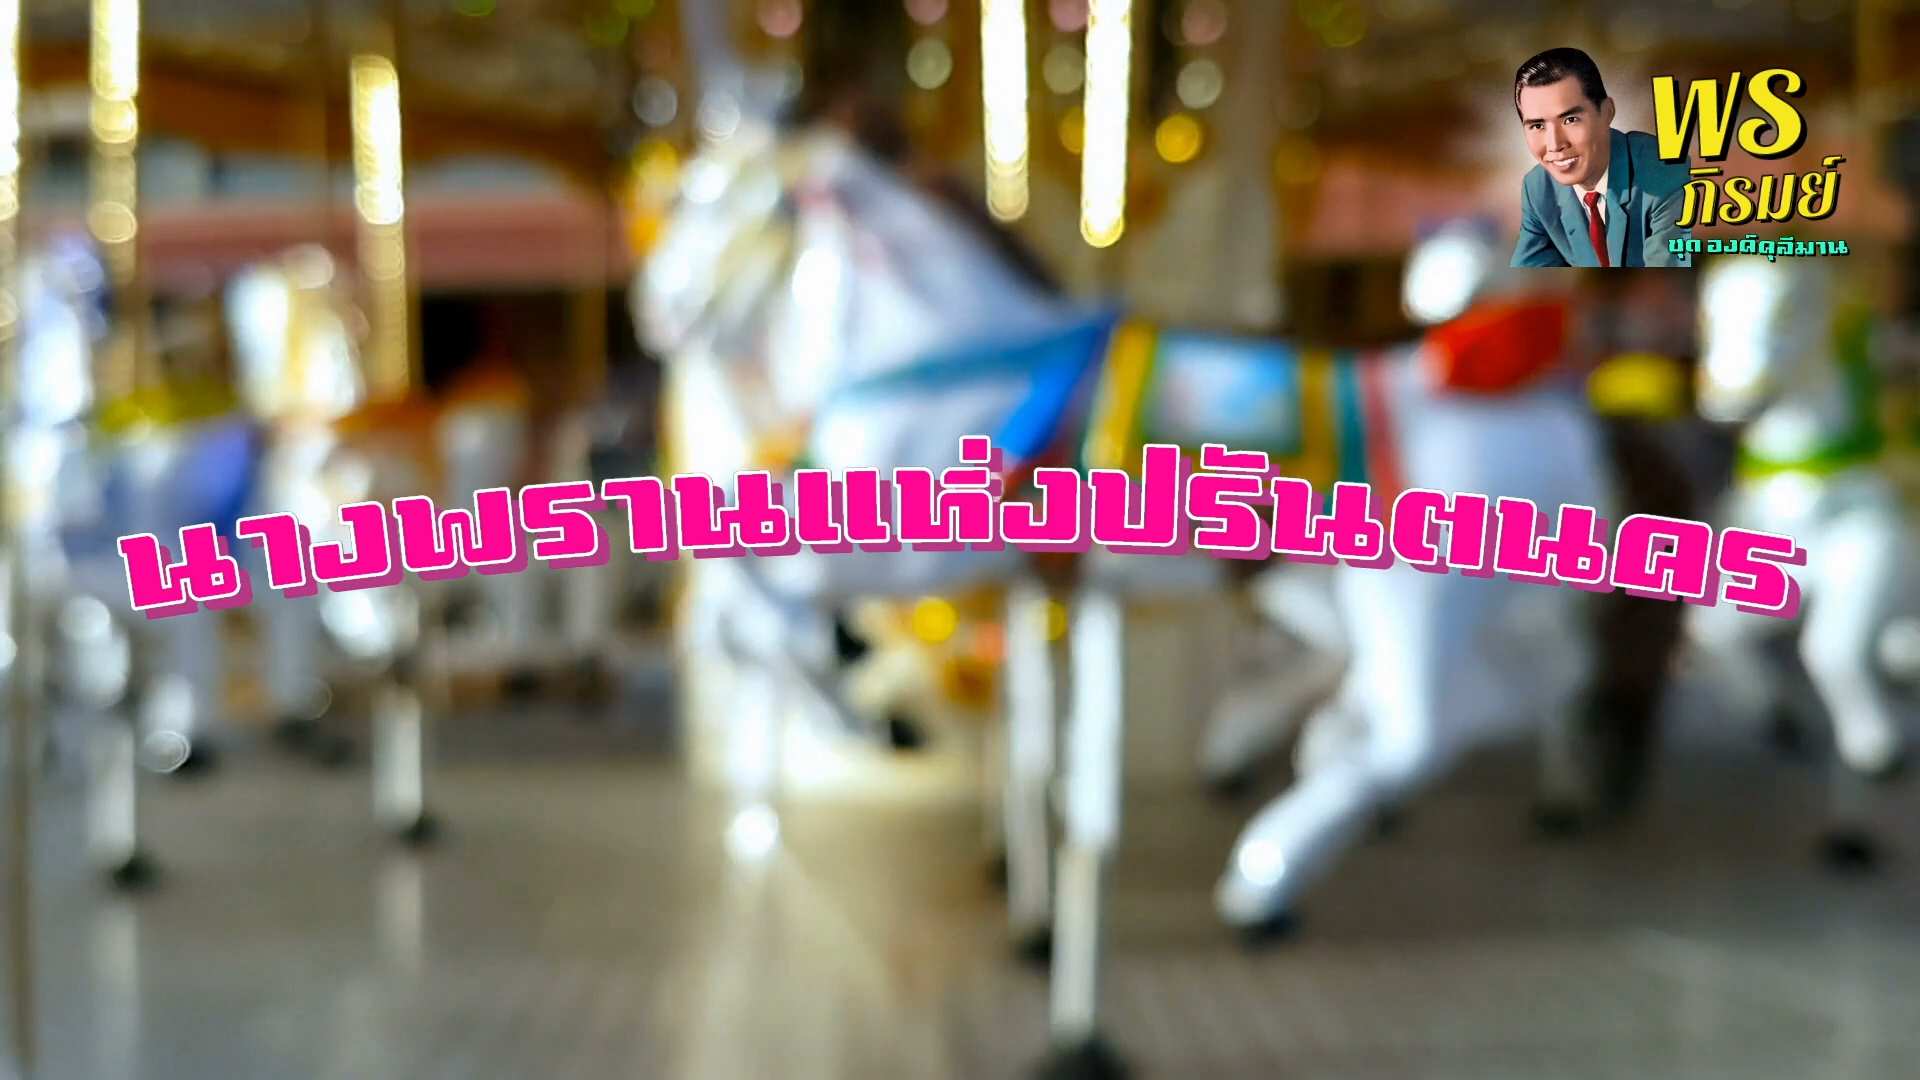 พร
ภิรมย์
ชุด องค์คุลีมาน
นางพรานแห่งปรันตนคร